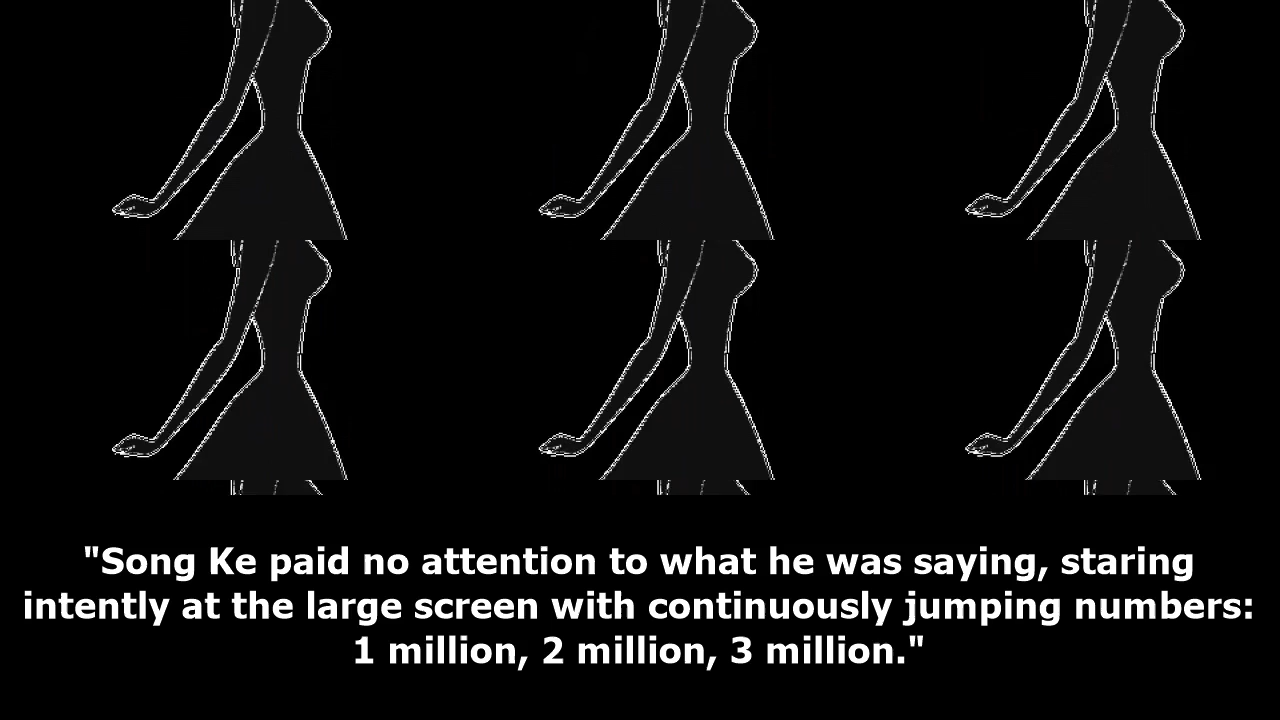 "Song Ke paid no attention to what he was saying, staring
intently at the large screen with continuously jumping numbers:
1 million, 2 million, 3 million."